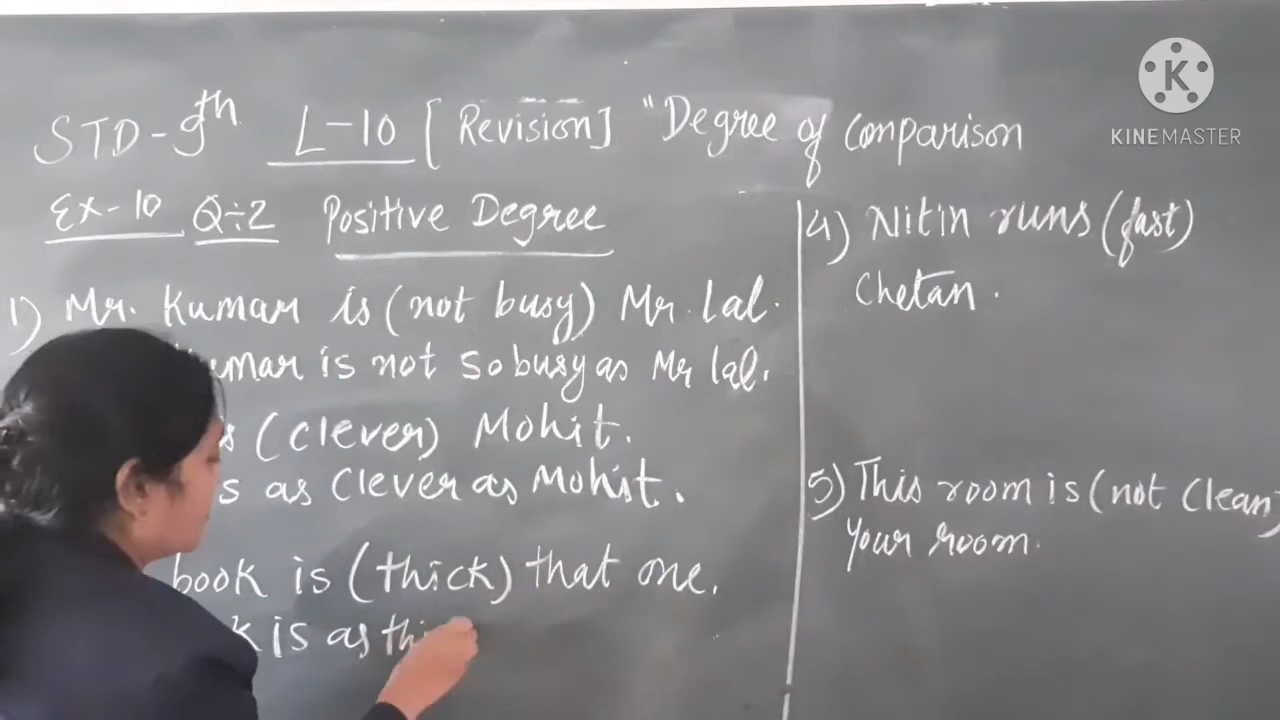 STD-9th L-10 [Revision] "Degree of Comparison
Ex-10 Q÷2 Positive Degree
1) Mr. Kumar is (not busy) Mr. Lal.
is not so busy as Mr Lal.
(Clever) Mohit.
as Clever as Mohit.
book is (thick) that one.
is as
4) Nitin runs (fast)
Chetan.
5) This room is (not Clean)
your room.
KINEMASTER